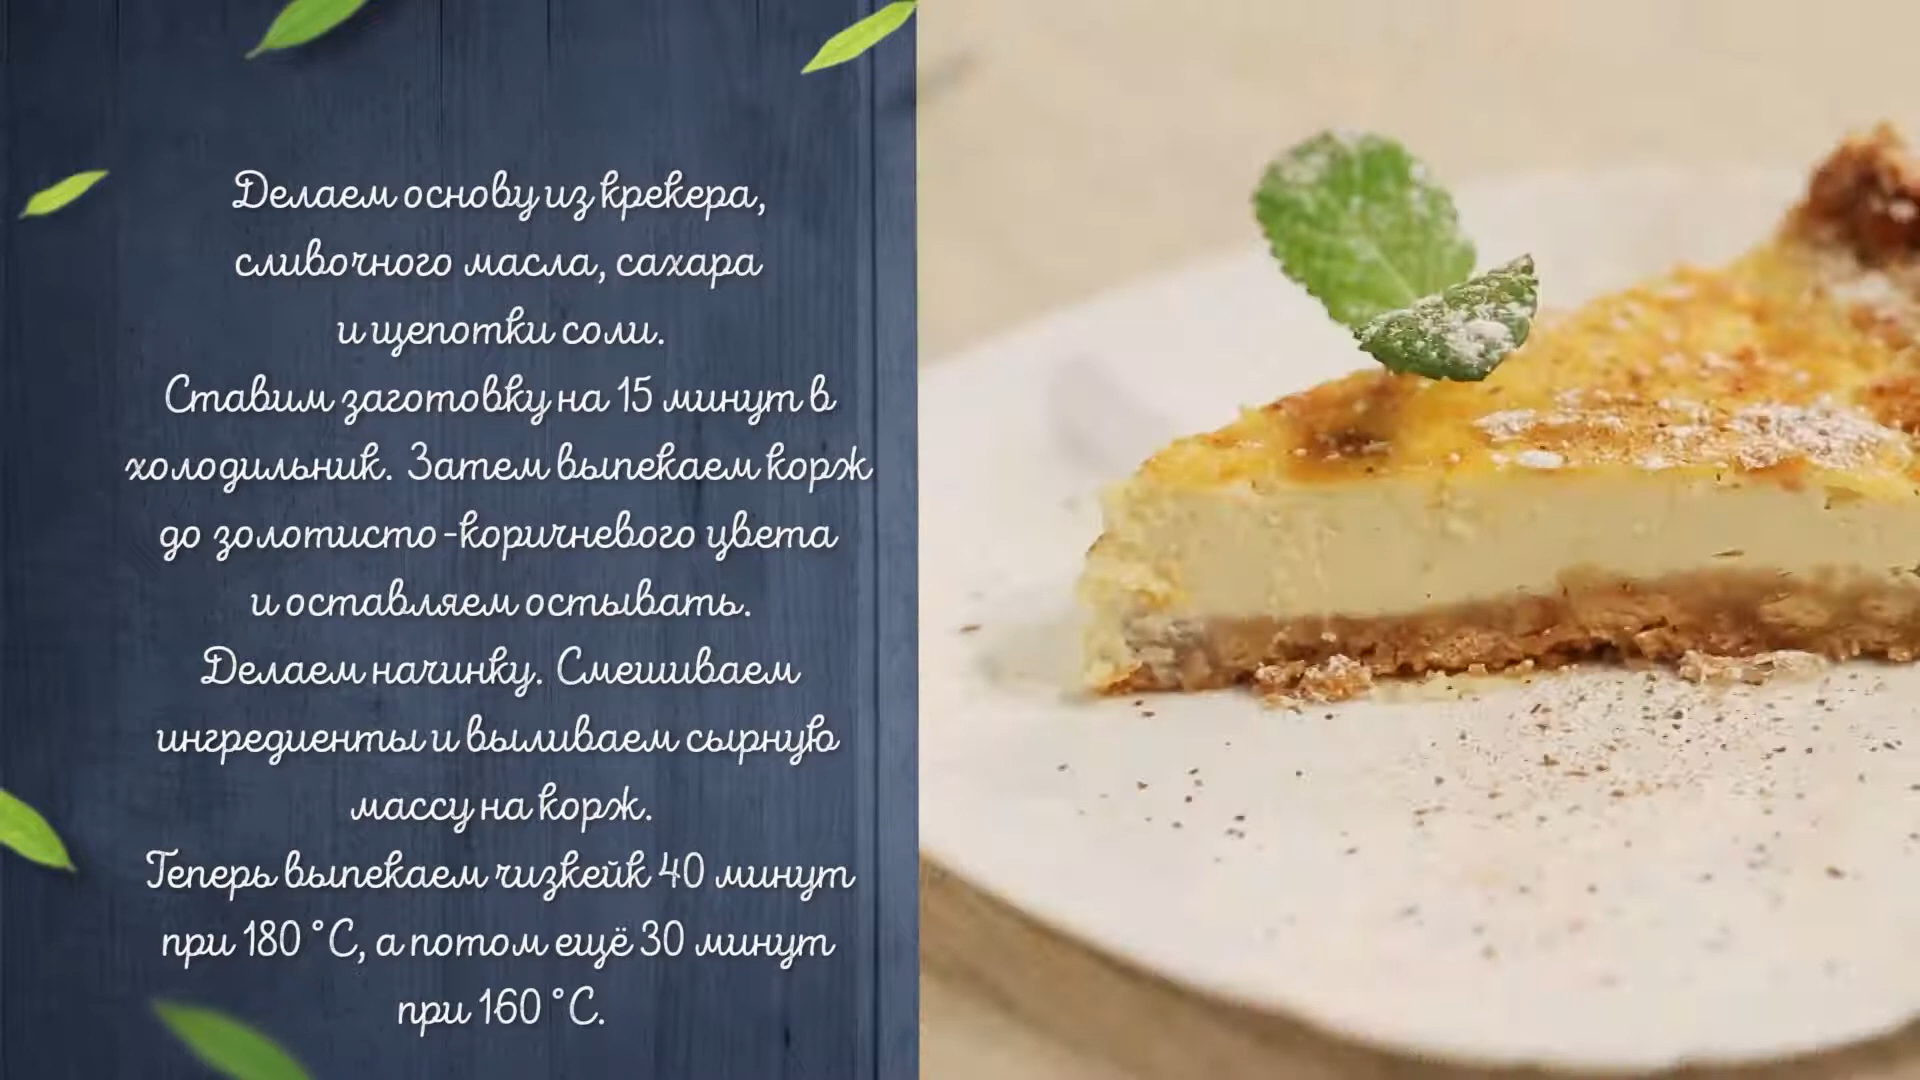 Делаем основу из крекера,
сливочного масла, сахара
и щепотки соли.
Ставим заготовку на 15 минут в
холодильник. Затем выпекаем корж
до золотисто-коричневого цвета
и оставляем остывать.
Делаем начинку. Смешиваем
ингредиенты и выливаем сырную
массу на корж.
Теперь выпекаем чизкейк 40 минут
при 180 °C, а потом ещё 30 минут
при 160 °C.